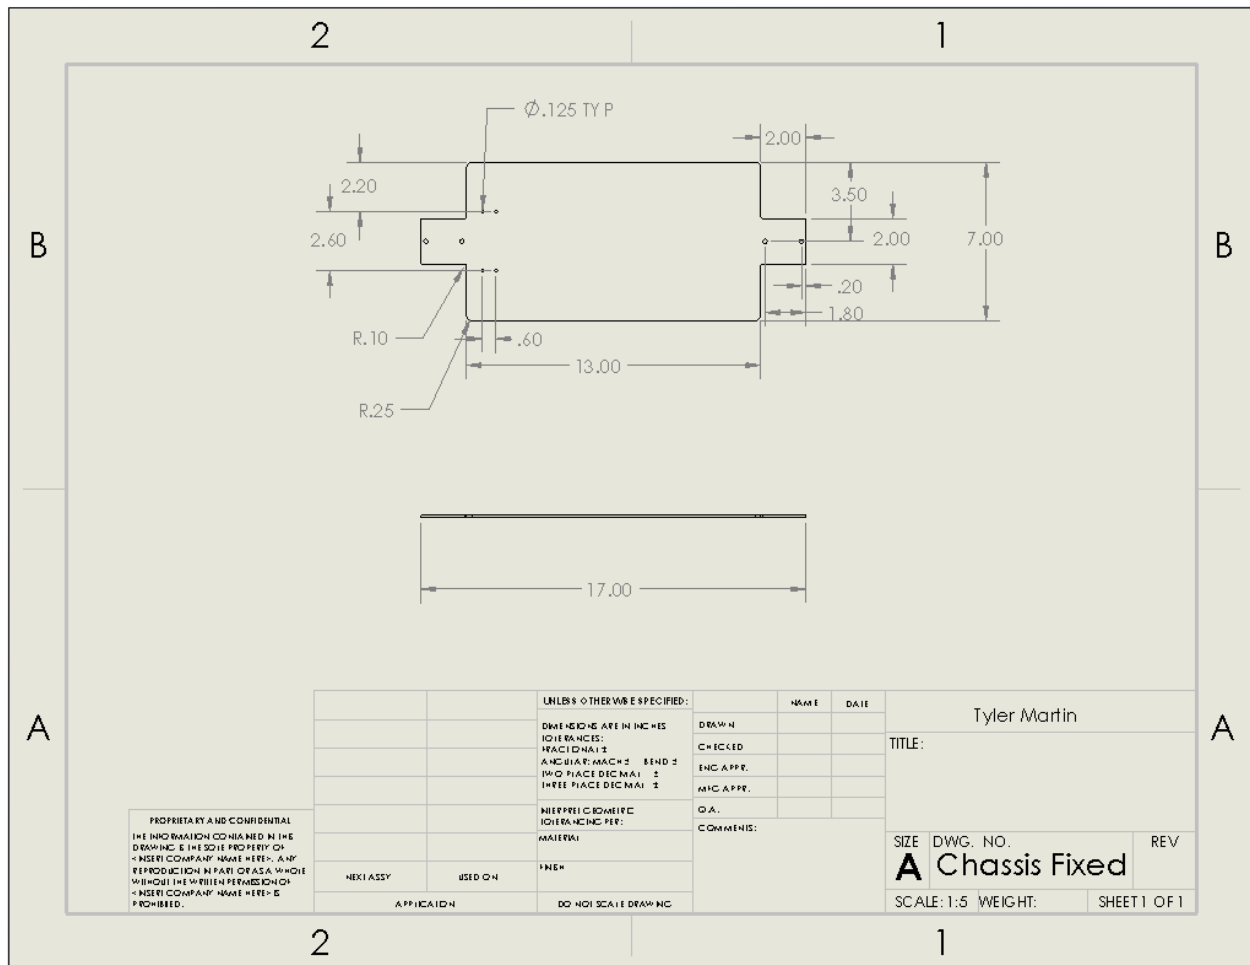 2
1
Ø.125 TYP
2.00
2.20
3.50
B
2.60
2.00
7.00
B
.20
1.80
R.10
.60
13.00
R.25
17.00
A
A
UNLESS OTHERWISE SPECIFIED:
DIMENSIONS ARE IN INCHES
TOLERANCES:
FRACTIONAL ±
ANGULAR: MACH ± BEND ±
TWO PLACE DECIMAL ±
THREE PLACE DECIMAL ±
INTERPRET GEOMETRIC
TOLERANCING PER:
MATERIAL
FINISH
DO NOT SCALE DRAWING
NAME DATE
DRAWN
CHECKED
ENG APPR.
MFG APPR.
Q.A.
COMMENTS:
Tyler Martin
TITLE:
SIZE DWG. NO. REV
A Chassis Fixed
SCALE: 1:5 WEIGHT: SHEET 1 OF 1
PROPRIETARY AND CONFIDENTIAL
THE INFORMATION CONTAINED IN THIS
DRAWING IS THE SOLE PROPERTY OF
<INSERT COMPANY NAME HERE>. ANY
REPRODUCTION IN PART OR AS A WHOLE
WITHOUT THE WRITTEN PERMISSION OF
<INSERT COMPANY NAME HERE> IS
PROHIBITED.
NEXT ASSY USED ON
APPLICATION
2
1